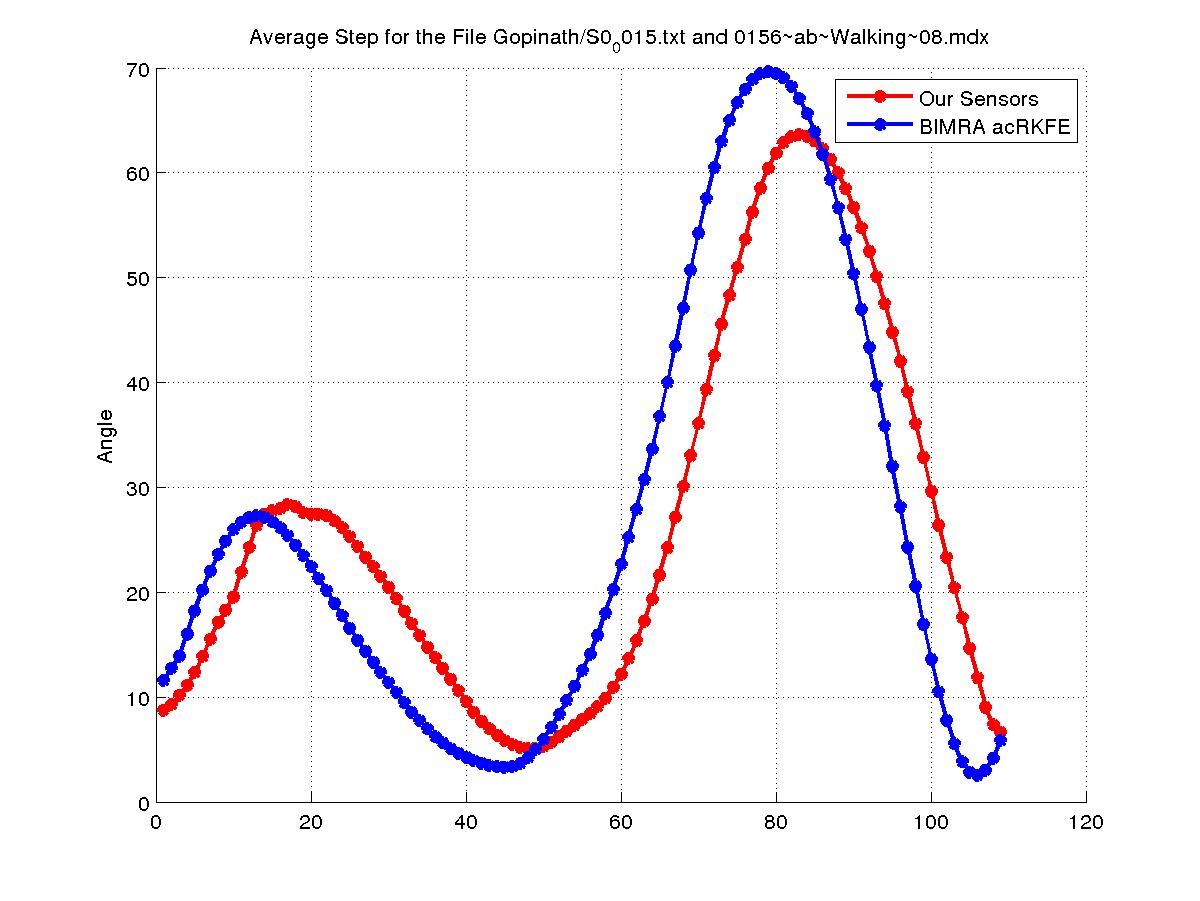 Average Step for the File Gopinath/S0₀015.txt and 0156~ab~Walking~08.mdx
70
Our Sensors
BIMRA acRKFE
60
50
40
Angle
30
20
10
0
0 20 40 60 80 100 120